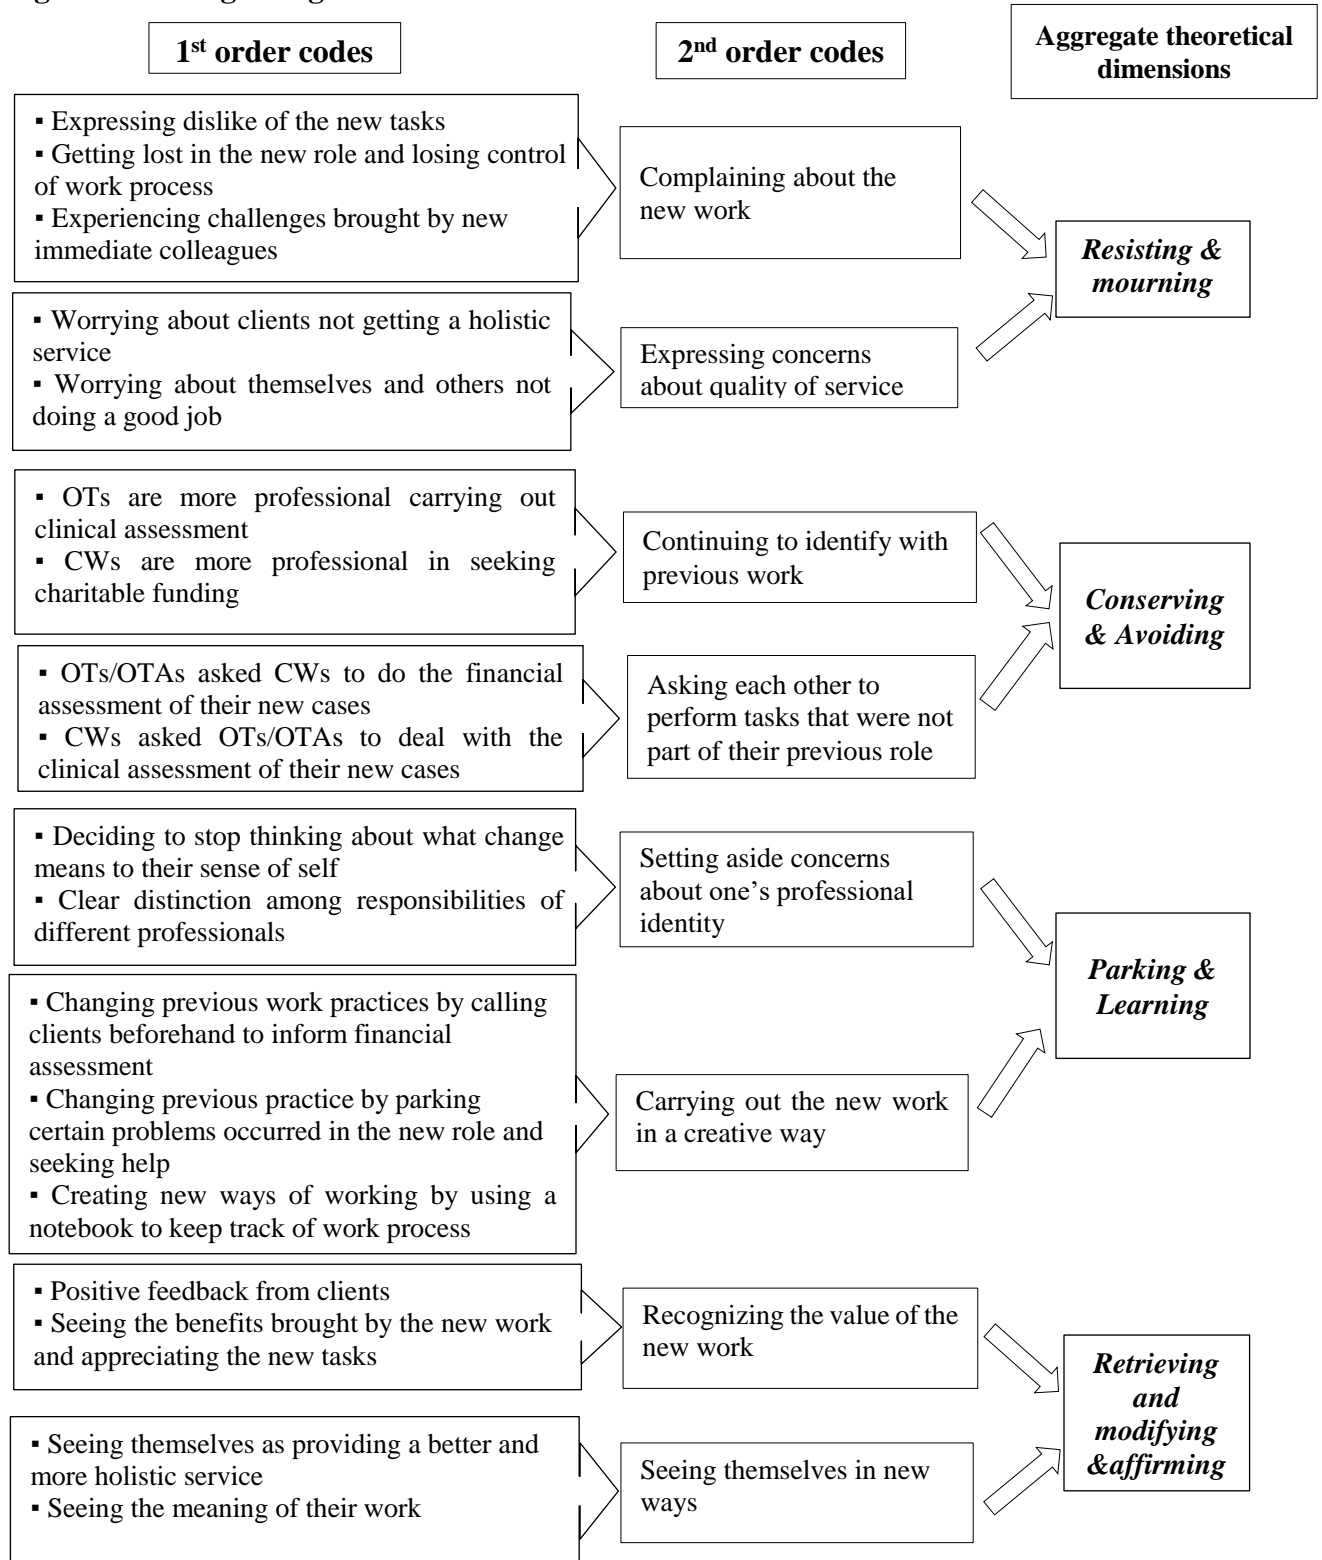 1st order codes
2nd order codes
Aggregate theoretical
dimensions
▪ Expressing dislike of the new tasks
▪ Getting lost in the new role and losing control
of work process
▪ Experiencing challenges brought by new
immediate colleagues
Complaining about the
new work
Resisting &
mourning
▪ Worrying about clients not getting a holistic
service
▪ Worrying about themselves and others not
doing a good job
Expressing concerns
about quality of service
▪ OTs are more professional carrying out
clinical assessment
▪ CWs are more professional in seeking
charitable funding
Continuing to identify with
previous work
Conserving
& Avoiding
▪ OTs/OTAs asked CWs to do the financial
assessment of their new cases
▪ CWs asked OTs/OTAs to deal with the
clinical assessment of their new cases
Asking each other to
perform tasks that were not
part of their previous role
▪ Deciding to stop thinking about what change
means to their sense of self
▪ Clear distinction among responsibilities of
different professionals
Setting aside concerns
about one’s professional
identity
Parking &
Learning
▪ Changing previous work practices by calling
clients beforehand to inform financial
assessment
▪ Changing previous practice by parking
certain problems occurred in the new role and
seeking help
▪ Creating new ways of working by using a
notebook to keep track of work process
Carrying out the new work
in a creative way
▪ Positive feedback from clients
▪ Seeing the benefits brought by the new work
and appreciating the new tasks
Recognizing the value of the
new work
Retrieving
and
modifying
&affirming
▪ Seeing themselves as providing a better and
more holistic service
▪ Seeing the meaning of their work
Seeing themselves in new
ways